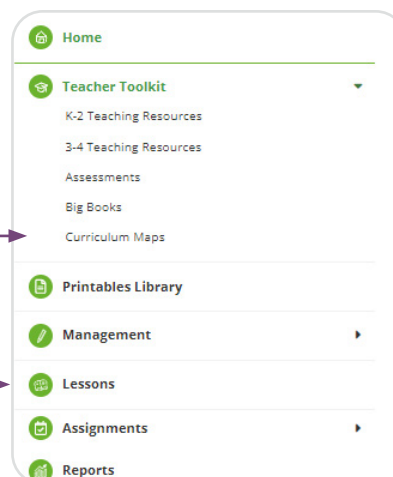 Home
Teacher Toolkit
K-2 Teaching Resources
3-4 Teaching Resources
Assessments
Big Books
Curriculum Maps
Printables Library
Management
Lessons
Assignments
Reports